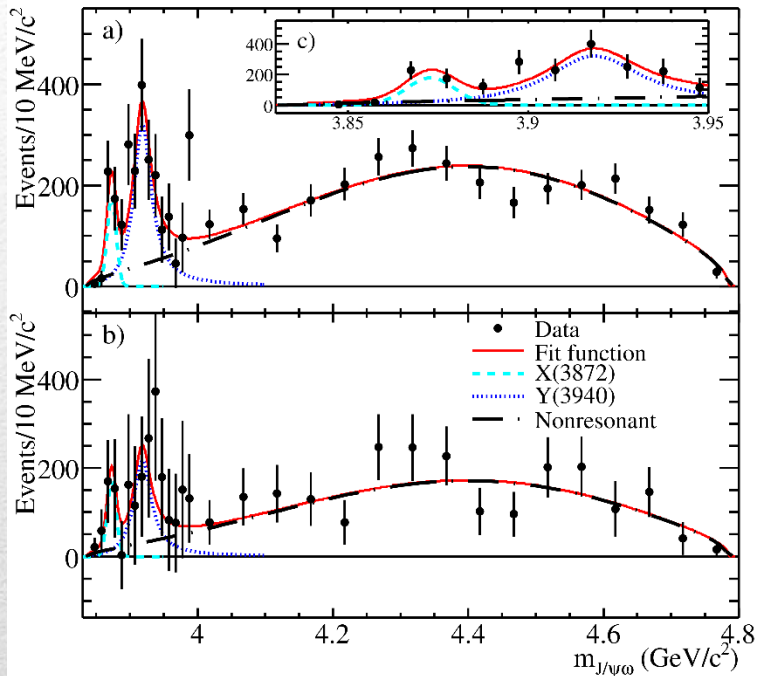 a)
c)
400
200
0
3.85
3.9
3.95
Events/10 MeV/c²
400
200
0
b)
Data
Fit function
X(3872)
Y(3940)
Nonresonant
Events/10 MeV/c²
400
200
0
4
4.2
4.4
4.6
4.8
m_J/ψω (GeV/c²)